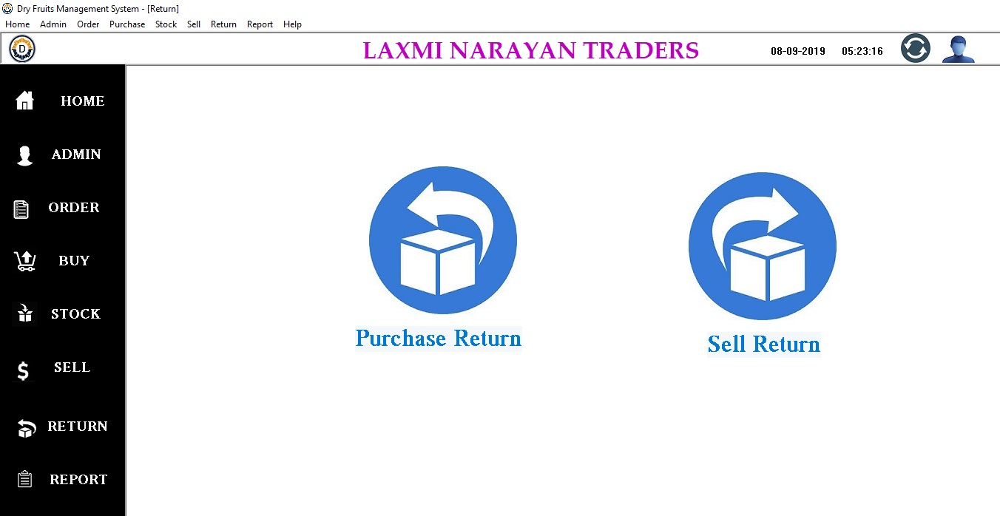 Dry Fruits Management System - [Return]
Home Admin Order Purchase Stock Sell Return Report Help
D LAXMI NARAYAN TRADERS 08-09-2019 05:23:16
HOME
ADMIN
ORDER
BUY
STOCK
SELL
RETURN
REPORT
Purchase Return
Sell Return